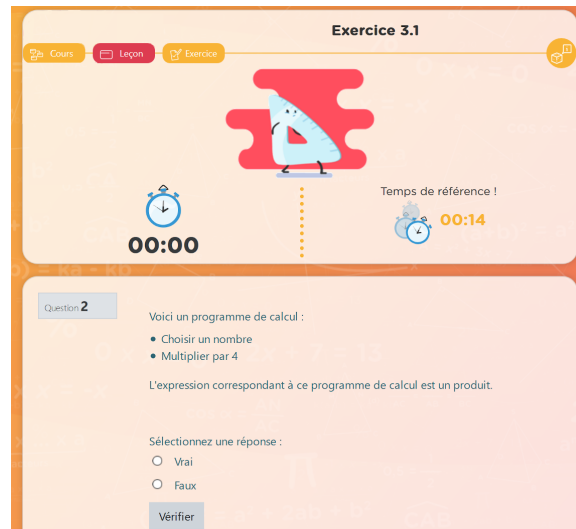 Exercice 3.1
Cours
Leçon
Exercice
Temps de référence !
00:14
00:00
Question 2
Voici un programme de calcul :
• Choisir un nombre
• Multiplier par 4
L'expression correspondant à ce programme de calcul est un produit.
Sélectionnez une réponse :
Vrai
Faux
Vérifier